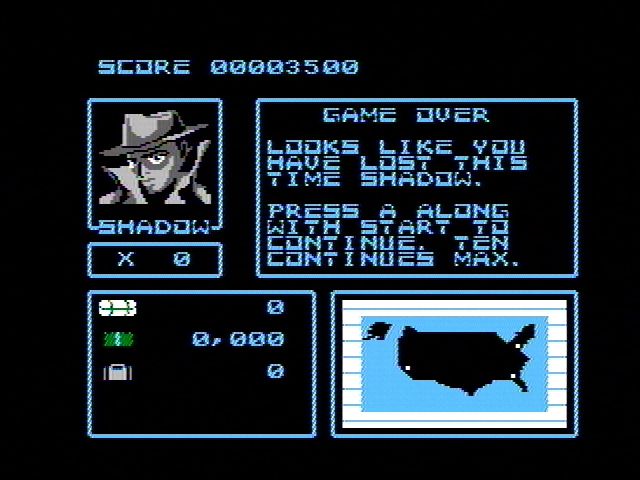 SCORE 00003500
GAME OVER
LOOKS LIKE YOU
HAVE LOST THIS
TIME SHADOW.
PRESS A ALONG
WITH START TO
CONTINUE. TEN
CONTINUES MAX.
SHADOW
X 0
0
0,000
0